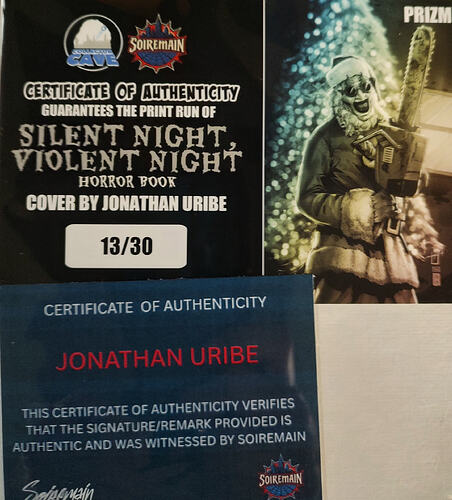 COLLECTOR
CAVE
SOIREMAIN
CERTIFICATE OF AUTHENTICITY
GUARANTEES THE PRINT RUN OF
SILENT NIGHT,
VIOLENT NIGHT
HORROR BOOK
COVER BY JONATHAN URIBE
13/30
PRIZM
CERTIFICATE OF AUTHENTICITY
JONATHAN URIBE
THIS CERTIFICATE OF AUTHENTICITY VERIFIES
THAT THE SIGNATURE/REMARK PROVIDED IS
AUTHENTIC AND WAS WITNESSED BY SOIREMAIN
Soiremain
SOIREMAIN